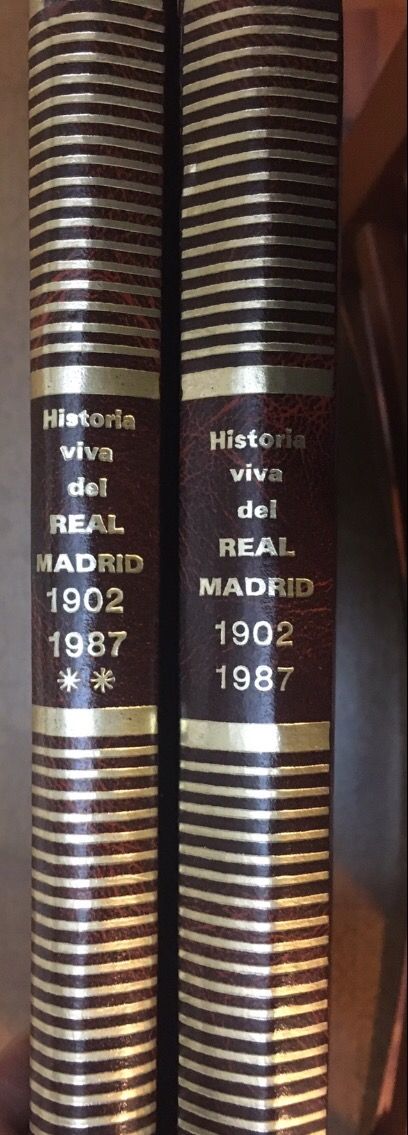 Historia
viva
del
REAL
MADRID
1902
1987
**
Historia
viva
del
REAL
MADRID
1902
1987